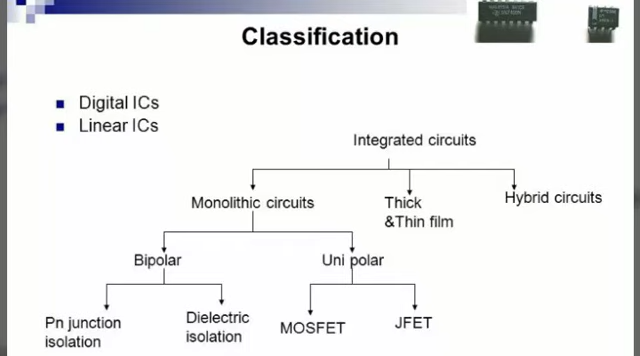 Classification
Digital ICs
Linear ICs
Integrated circuits
Monolithic circuits
Thick
&Thin film
Hybrid circuits
Bipolar
Uni polar
Pn junction
isolation
Dielectric
isolation
MOSFET
JFET